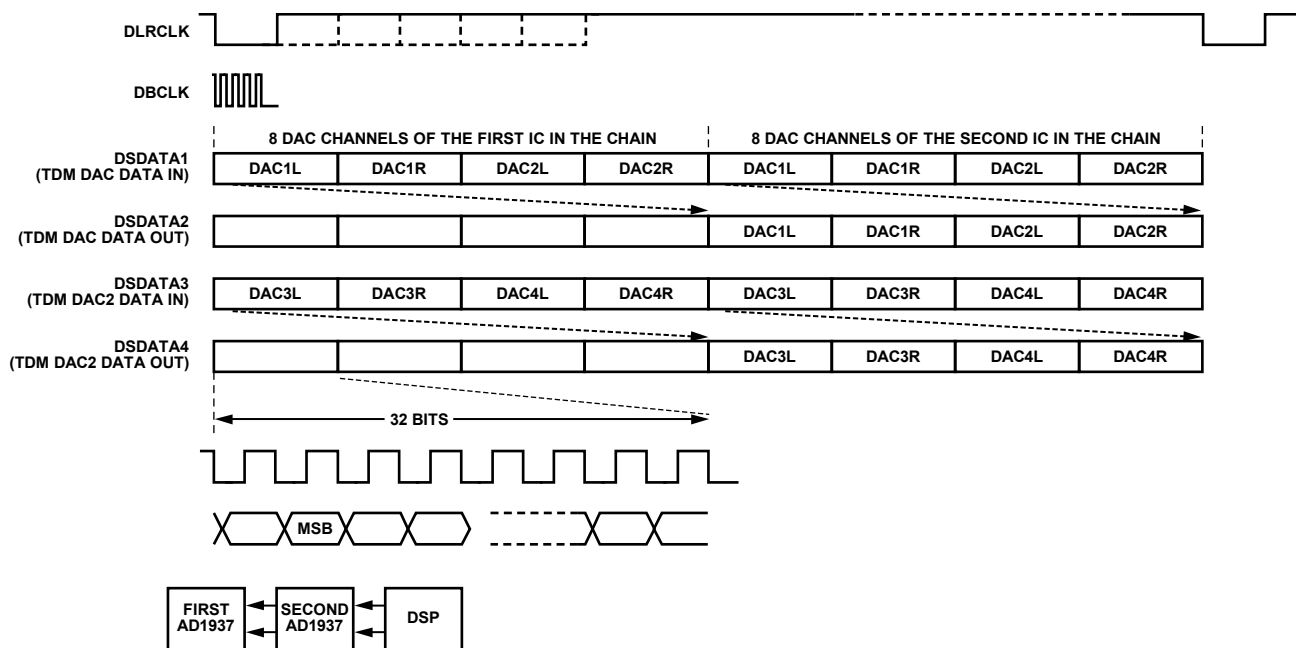 DLRCLK
DBCLK
8 DAC CHANNELS OF THE FIRST IC IN THE CHAIN 8 DAC CHANNELS OF THE SECOND IC IN THE CHAIN
DSDATA1
(TDM DAC DATA IN)
DAC1L DAC1R DAC2L DAC2R DAC1L DAC1R DAC2L DAC2R
DSDATA2
(TDM DAC DATA OUT)
DAC1L DAC1R DAC2L DAC2R
DSDATA3
(TDM DAC2 DATA IN)
DAC3L DAC3R DAC4L DAC4R DAC3L DAC3R DAC4L DAC4R
DSDATA4
(TDM DAC2 DATA OUT)
DAC3L DAC3R DAC4L DAC4R
32 BITS
MSB
FIRST
AD1937
SECOND
AD1937
DSP